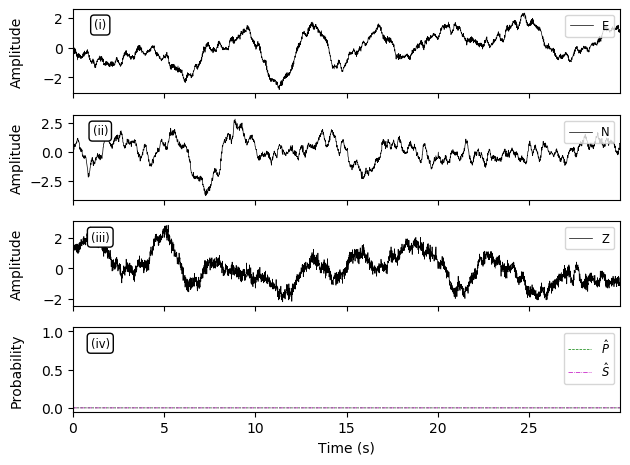 (i)
E
Amplitude
2
0
−2
(ii)
N
Amplitude
2.5
0.0
−2.5
(iii)
Z
Amplitude
2
0
−2
(iv)
P̂
Ŝ
Probability
1.0
0.5
0.0
0 5 10 15 20 25
Time (s)